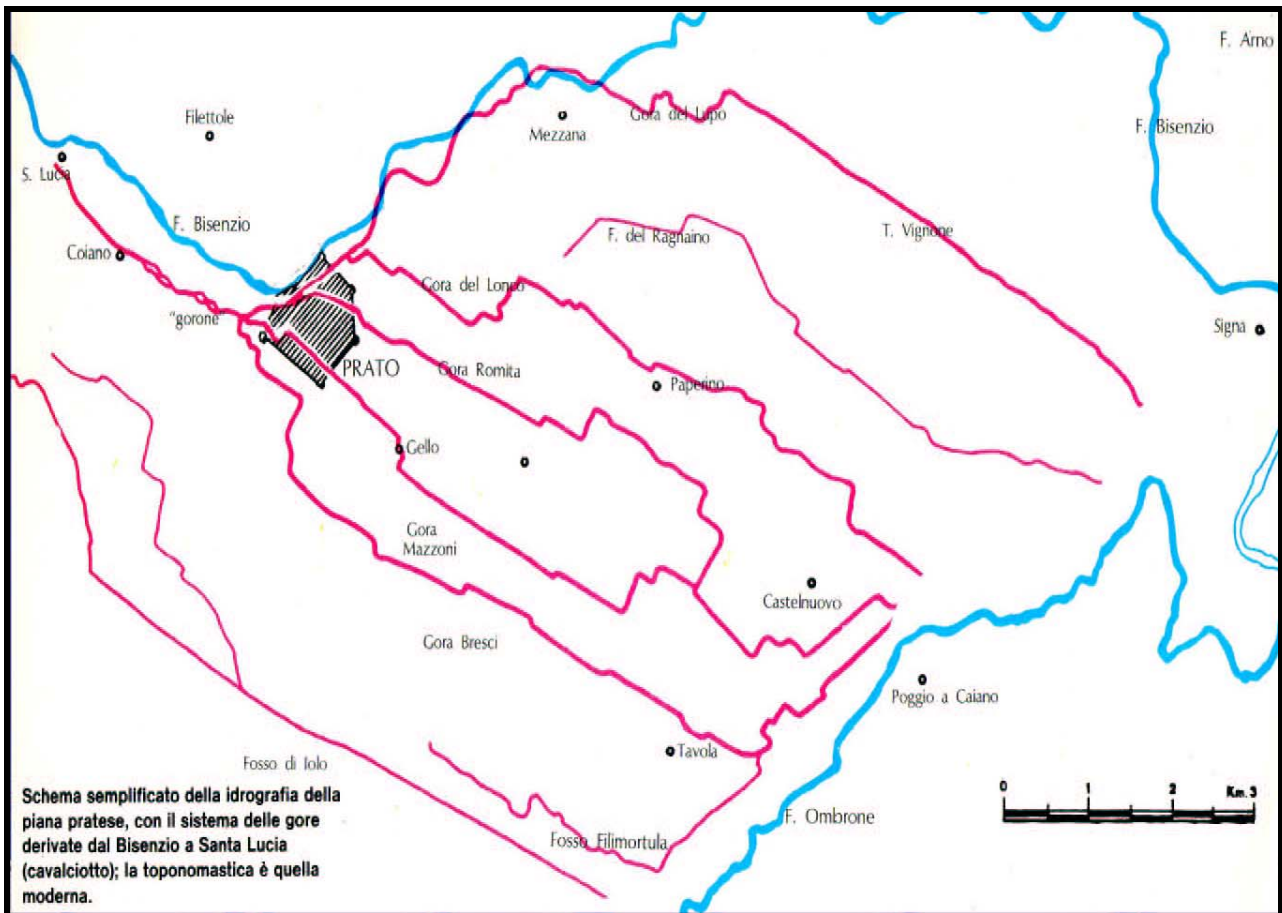 F. Arno
Filettole
Mezzana
Gora del Lupo
F. Bisenzio
S. Lucia
F. Bisenzio
F. del Ragnaino
T. Vignone
Coiano
Gora del Lonco
"gorone"
Signa
PRATO
Gora Romita
Paperino
Gello
Gora
Mazzoni
Castelnuovo
Gora Bresci
Poggio a Caiano
Tavola
Fosso di Iolo
0 1 2 Km. 3
Schema semplificato della idrografia della
piana pratese, con il sistema delle gore
derivate dal Bisenzio a Santa Lucia
(cavalciotto); la toponomastica è quella
moderna.
F. Ombrone
Fosso Filimortula